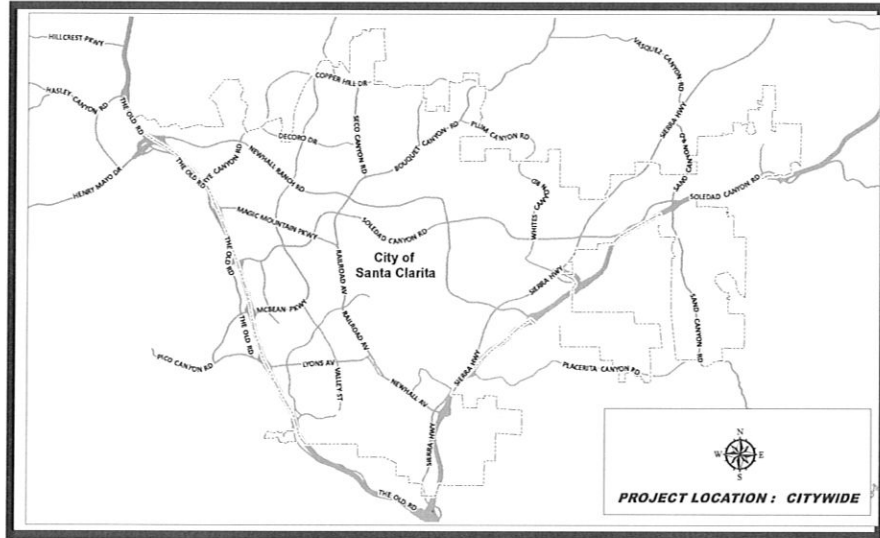 HILLCREST PKWY
VASQUEZ CANYON RD
HASLEY CANYON RD
COPPER HILL DR
THE OLD RD
DECORO DR
SECO CANYON RD
BOUQUET CANYON RD
PLUM CANYON RD
SIERRA HWY
HENRY MAYO DR
THE OLD RD
RYE CANYON RD
NEWHALL RANCH RD
WHITES CANYON RD
SAND CANYON RD
SOLEDAD CANYON RD
MAGIC MOUNTAIN PKWY
SOLEDAD CANYON RD
THE OLD RD
RAILROAD AV
City of
Santa Clarita
SIERRA HWY
MCBEAN PKWY
THE OLD RD
RAILROAD AV
SAND CANYON RD
PICO CANYON RD
LYONS AV
VALLEY ST
NEWHALL AV
SIERRA HWY
PLACERITA CANYON RD
SIERRA HWY
THE OLD RD
N
W
E
S
PROJECT LOCATION : CITYWIDE